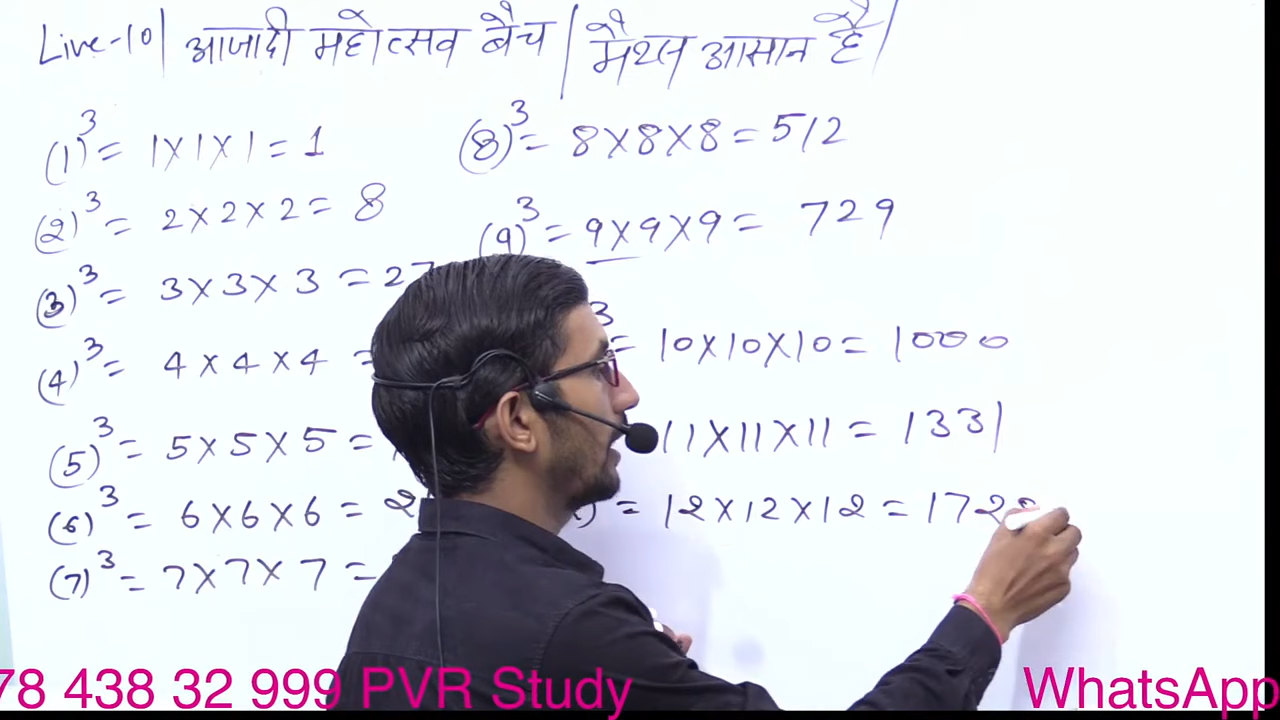 Live-10 | आजादी महोत्सव बैच | मैथ्स आसान है |
(1)³ = 1×1×1 = 1
(2)³ = 2×2×2 = 8
(3)³ = 3×3×3 = 27
(4)³ = 4×4×4 =
(5)³ = 5×5×5 =
(6)³ = 6×6×6 = 2
(7)³ = 7×7×7 =
(8)³ = 8×8×8 = 512
(9)³ = 9×9×9 = 729
3 = 10×10×10 = 1000
11×11×11 = 1331
) = 12×12×12 = 1728
78 438 32 999 PVR Study WhatsApp